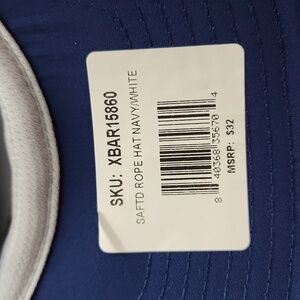 SKU: XBAR15860
SAFTD ROPE HAT NAVY/WHITE
8 40368 35670 4
MSRP: $32